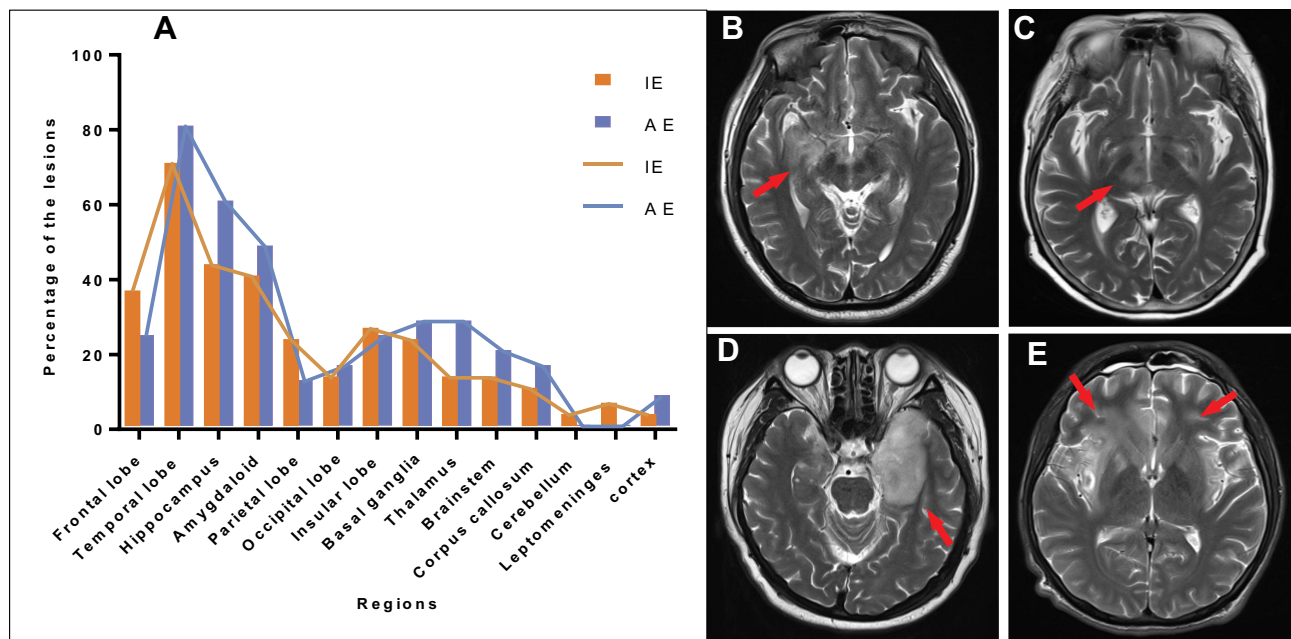 A
B
C
D
E
100
80
60
40
20
0
Percentage of the lesions
IE
A E
IE
A E
Frontal lobe
Temporal lobe
Hippocampus
Amygdaloid
Parietal lobe
Occipital lobe
Insular lobe
Basal ganglia
Thalamus
Brainstem
Corpus callosum
Cerebellum
Leptomeninges
cortex
Regions